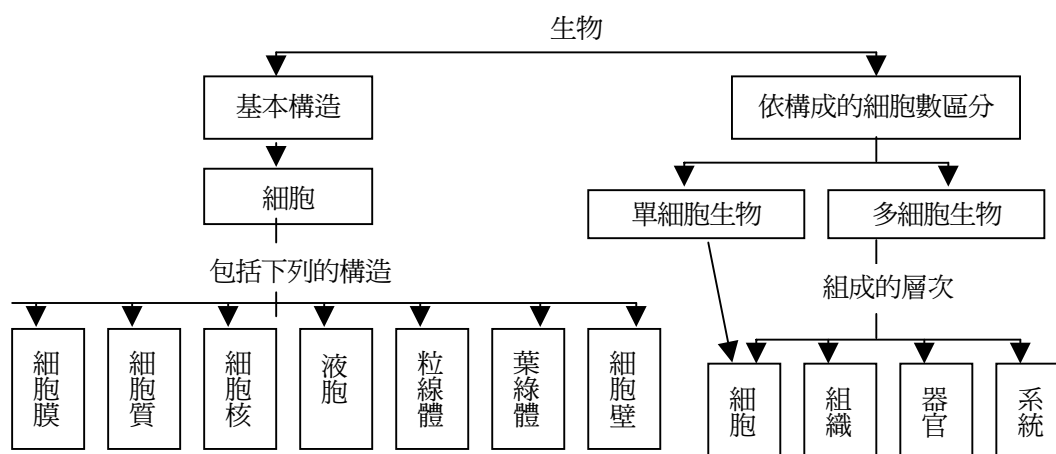 生物
基本構造
依構成的細胞數區分
細胞
單細胞生物
多細胞生物
包括下列的構造
組成的層次
細胞膜
細胞質
細胞核
液胞
粒線體
葉綠體
細胞壁
細胞
組織
器官
系統